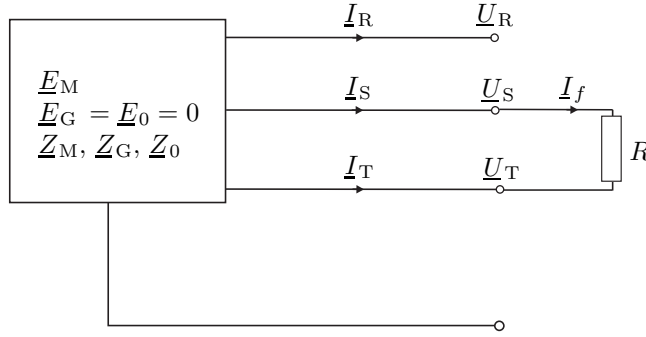 I_R U_R
E_M
E_G = E_0 = 0
Z_M, Z_G, Z_0
I_S U_S I_f
R
I_T U_T